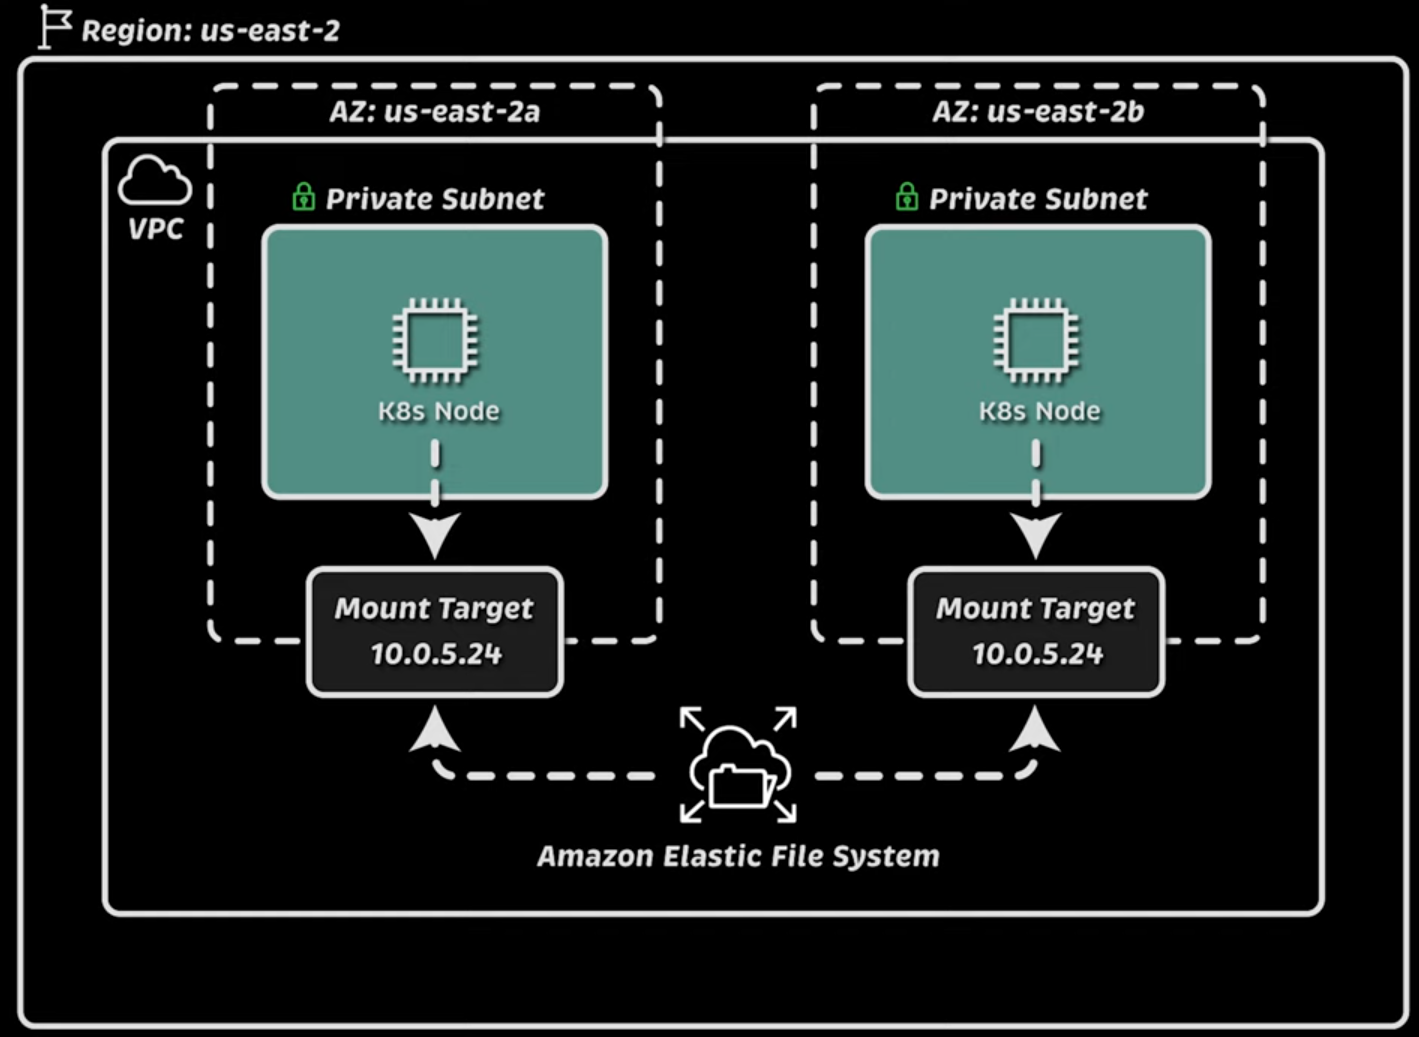 Region: us-east-2
AZ: us-east-2a
AZ: us-east-2b
VPC
Private Subnet
Private Subnet
K8s Node
K8s Node
Mount Target
10.0.5.24
Mount Target
10.0.5.24
Amazon Elastic File System